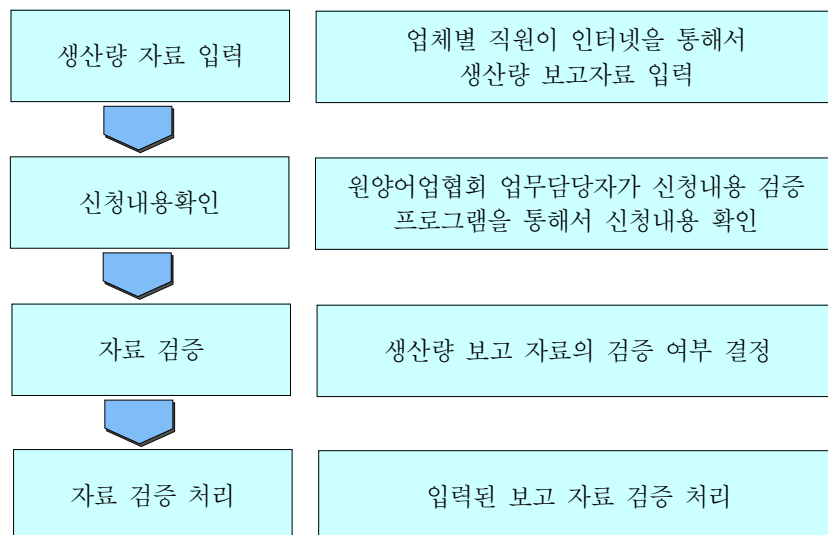 생산량 자료 입력
업체별 직원이 인터넷을 통해서
생산량 보고자료 입력
신청내용확인
원양어업협회 업무담당자가 신청내용 검증
프로그램을 통해서 신청내용 확인
자료 검증
생산량 보고 자료의 검증 여부 결정
자료 검증 처리
입력된 보고 자료 검증 처리